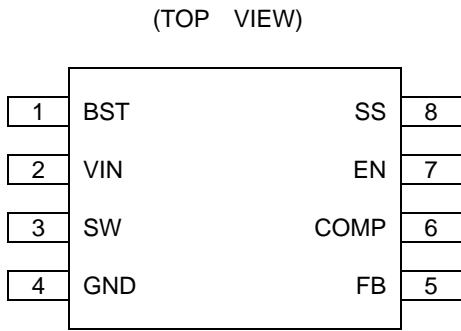 (TOP VIEW)
1 BST SS 8
2 VIN EN 7
3 SW COMP 6
4 GND FB 5